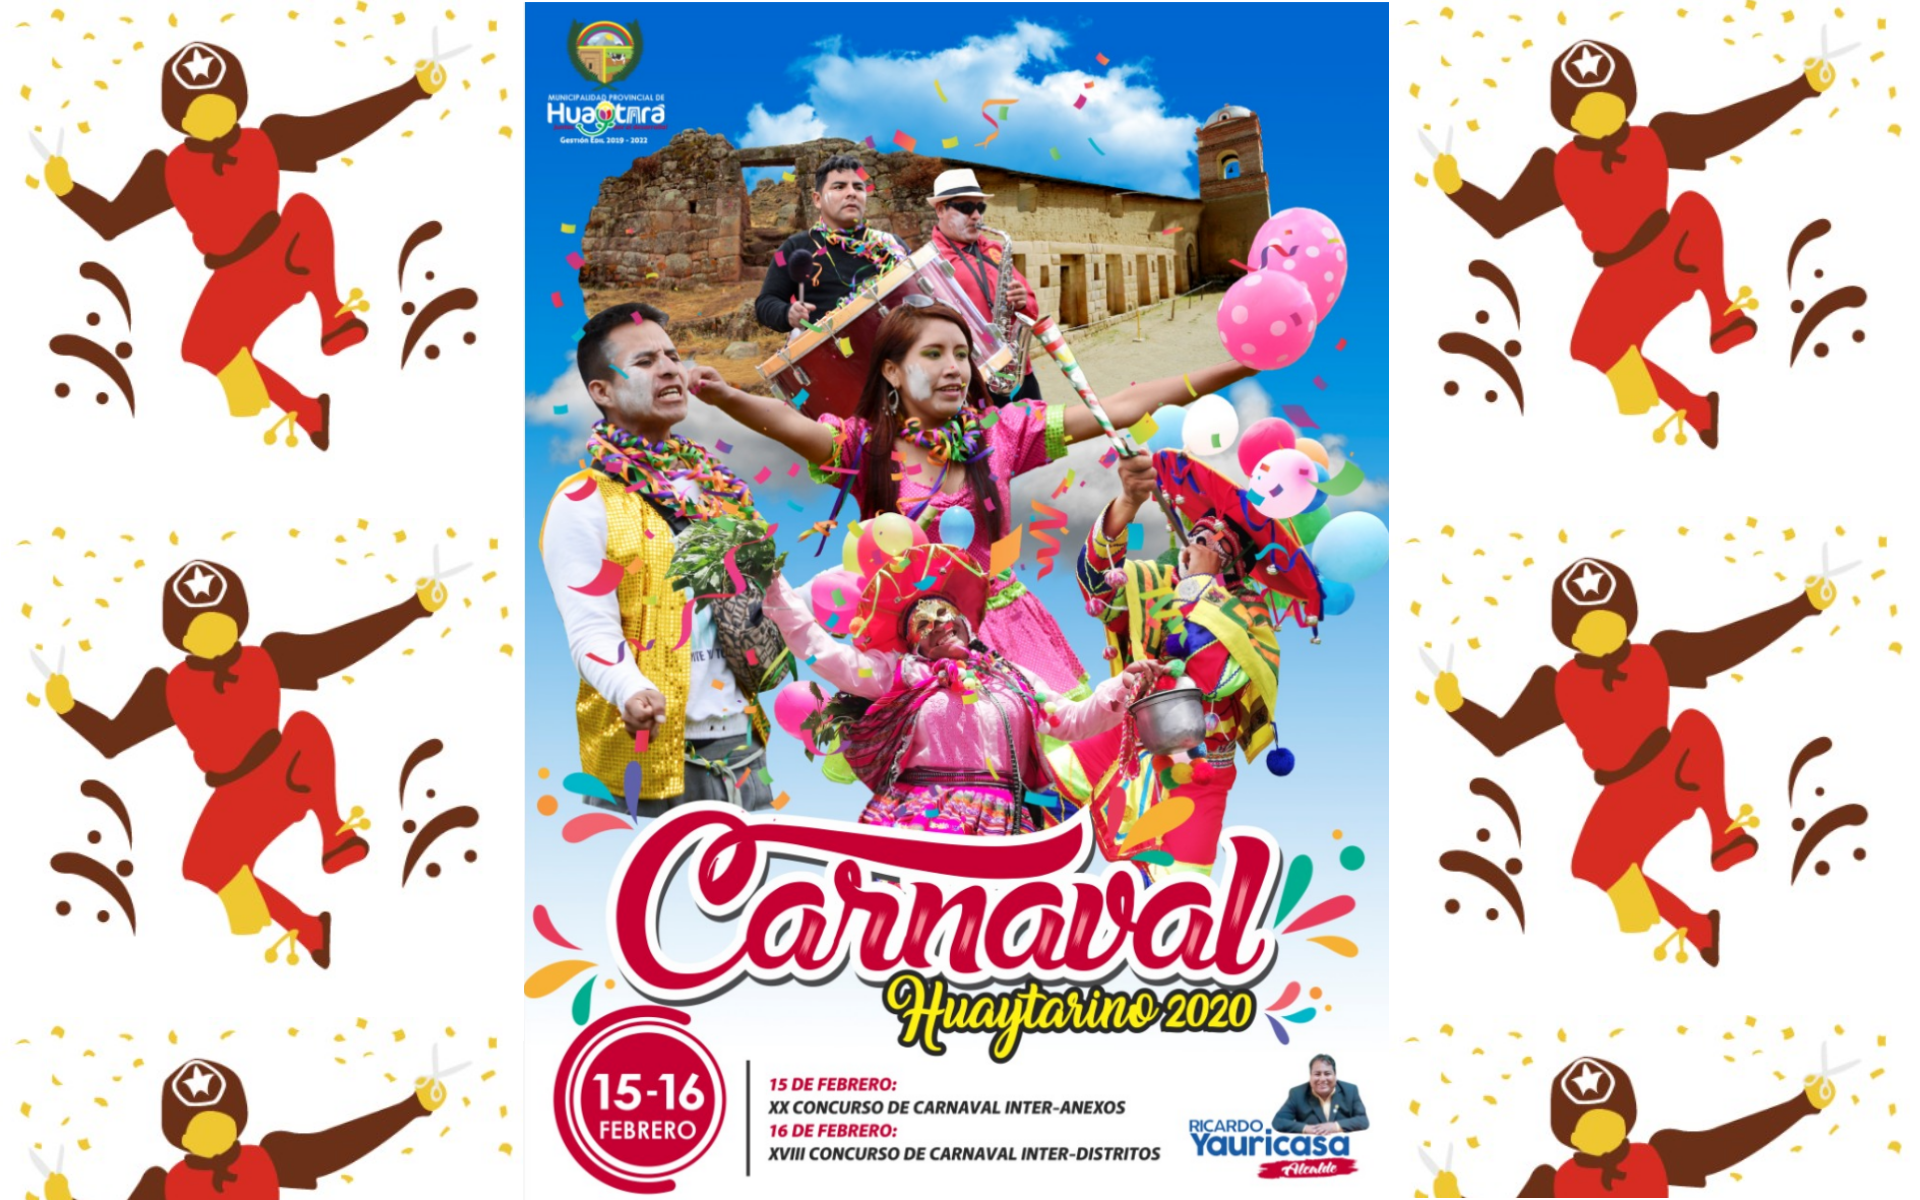 MUNICIPALIDAD PROVINCIAL DE
Huaytará
Gestión Edil 2019 - 2022
Carnaval
Huaytarino 2020
15-16
FEBRERO
15 DE FEBRERO:
XX CONCURSO DE CARNAVAL INTER-ANEXOS
16 DE FEBRERO:
XVIII CONCURSO DE CARNAVAL INTER-DISTRITOS
RICARDO
Yauricasa
Alcalde